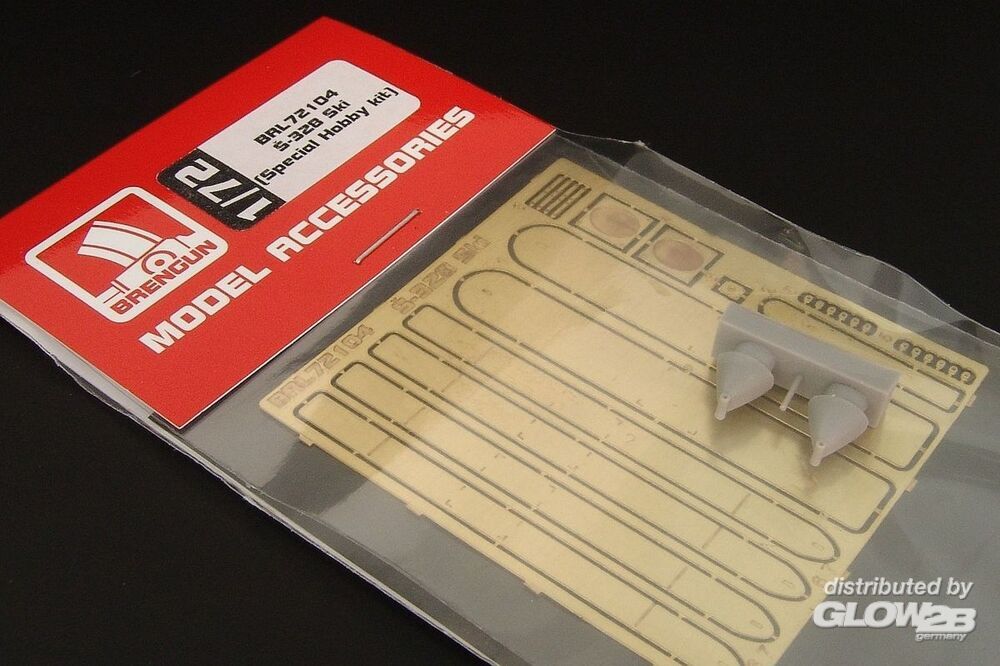 BRL72104
Š-328 Ski
(Special Hobby kit)
1/72
BRENGUN
MODEL ACCESSORIES
BRL72104 Š-328 Ski
distributed by
GLOW2B
germany